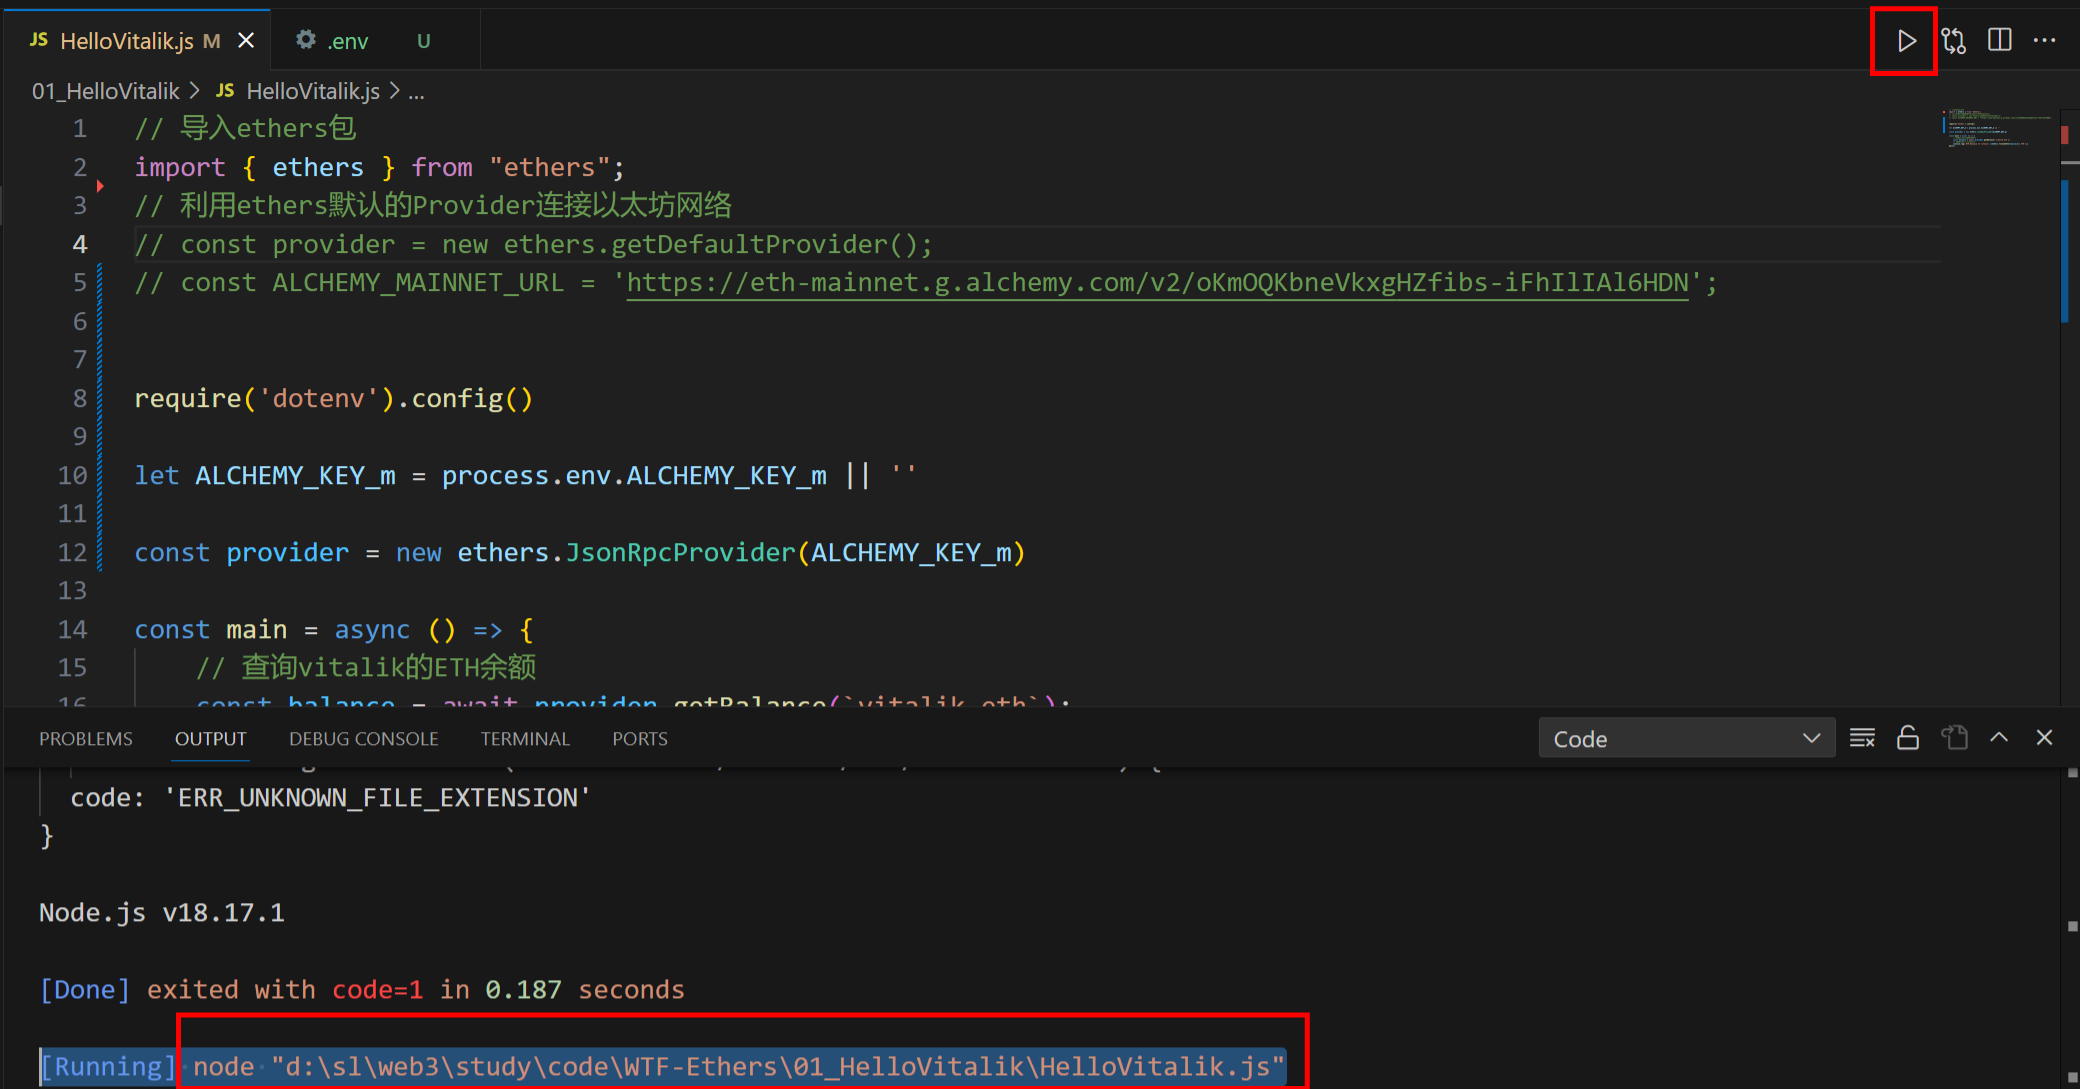 JS HelloVitalik.js M
.env U
01_HelloVitalik > JS HelloVitalik.js > ...
1 // 导入ethers包
2 import { ethers } from "ethers";
3 // 利用ethers默认的Provider连接以太坊网络
4 // const provider = new ethers.getDefaultProvider();
5 // const ALCHEMY_MAINNET_URL = 'https://eth-mainnet.g.alchemy.com/v2/oKmOQKbneVkxgHZfibs-iFhIlIAl6HDN';
6
7
8 require('dotenv').config()
9
10 let ALCHEMY_KEY_m = process.env.ALCHEMY_KEY_m || ''
11
12 const provider = new ethers.JsonRpcProvider(ALCHEMY_KEY_m)
13
14 const main = async () => {
15 // 查询vitalik的ETH余额
16 const balance = await provider.getBalance(`vitalik.eth`);
PROBLEMS OUTPUT DEBUG CONSOLE TERMINAL PORTS
Code
code: 'ERR_UNKNOWN_FILE_EXTENSION'
}
Node.js v18.17.1
[Done] exited with code=1 in 0.187 seconds
[Running] node "d:\sl\web3\study\code\WTF-Ethers\01_HelloVitalik\HelloVitalik.js"